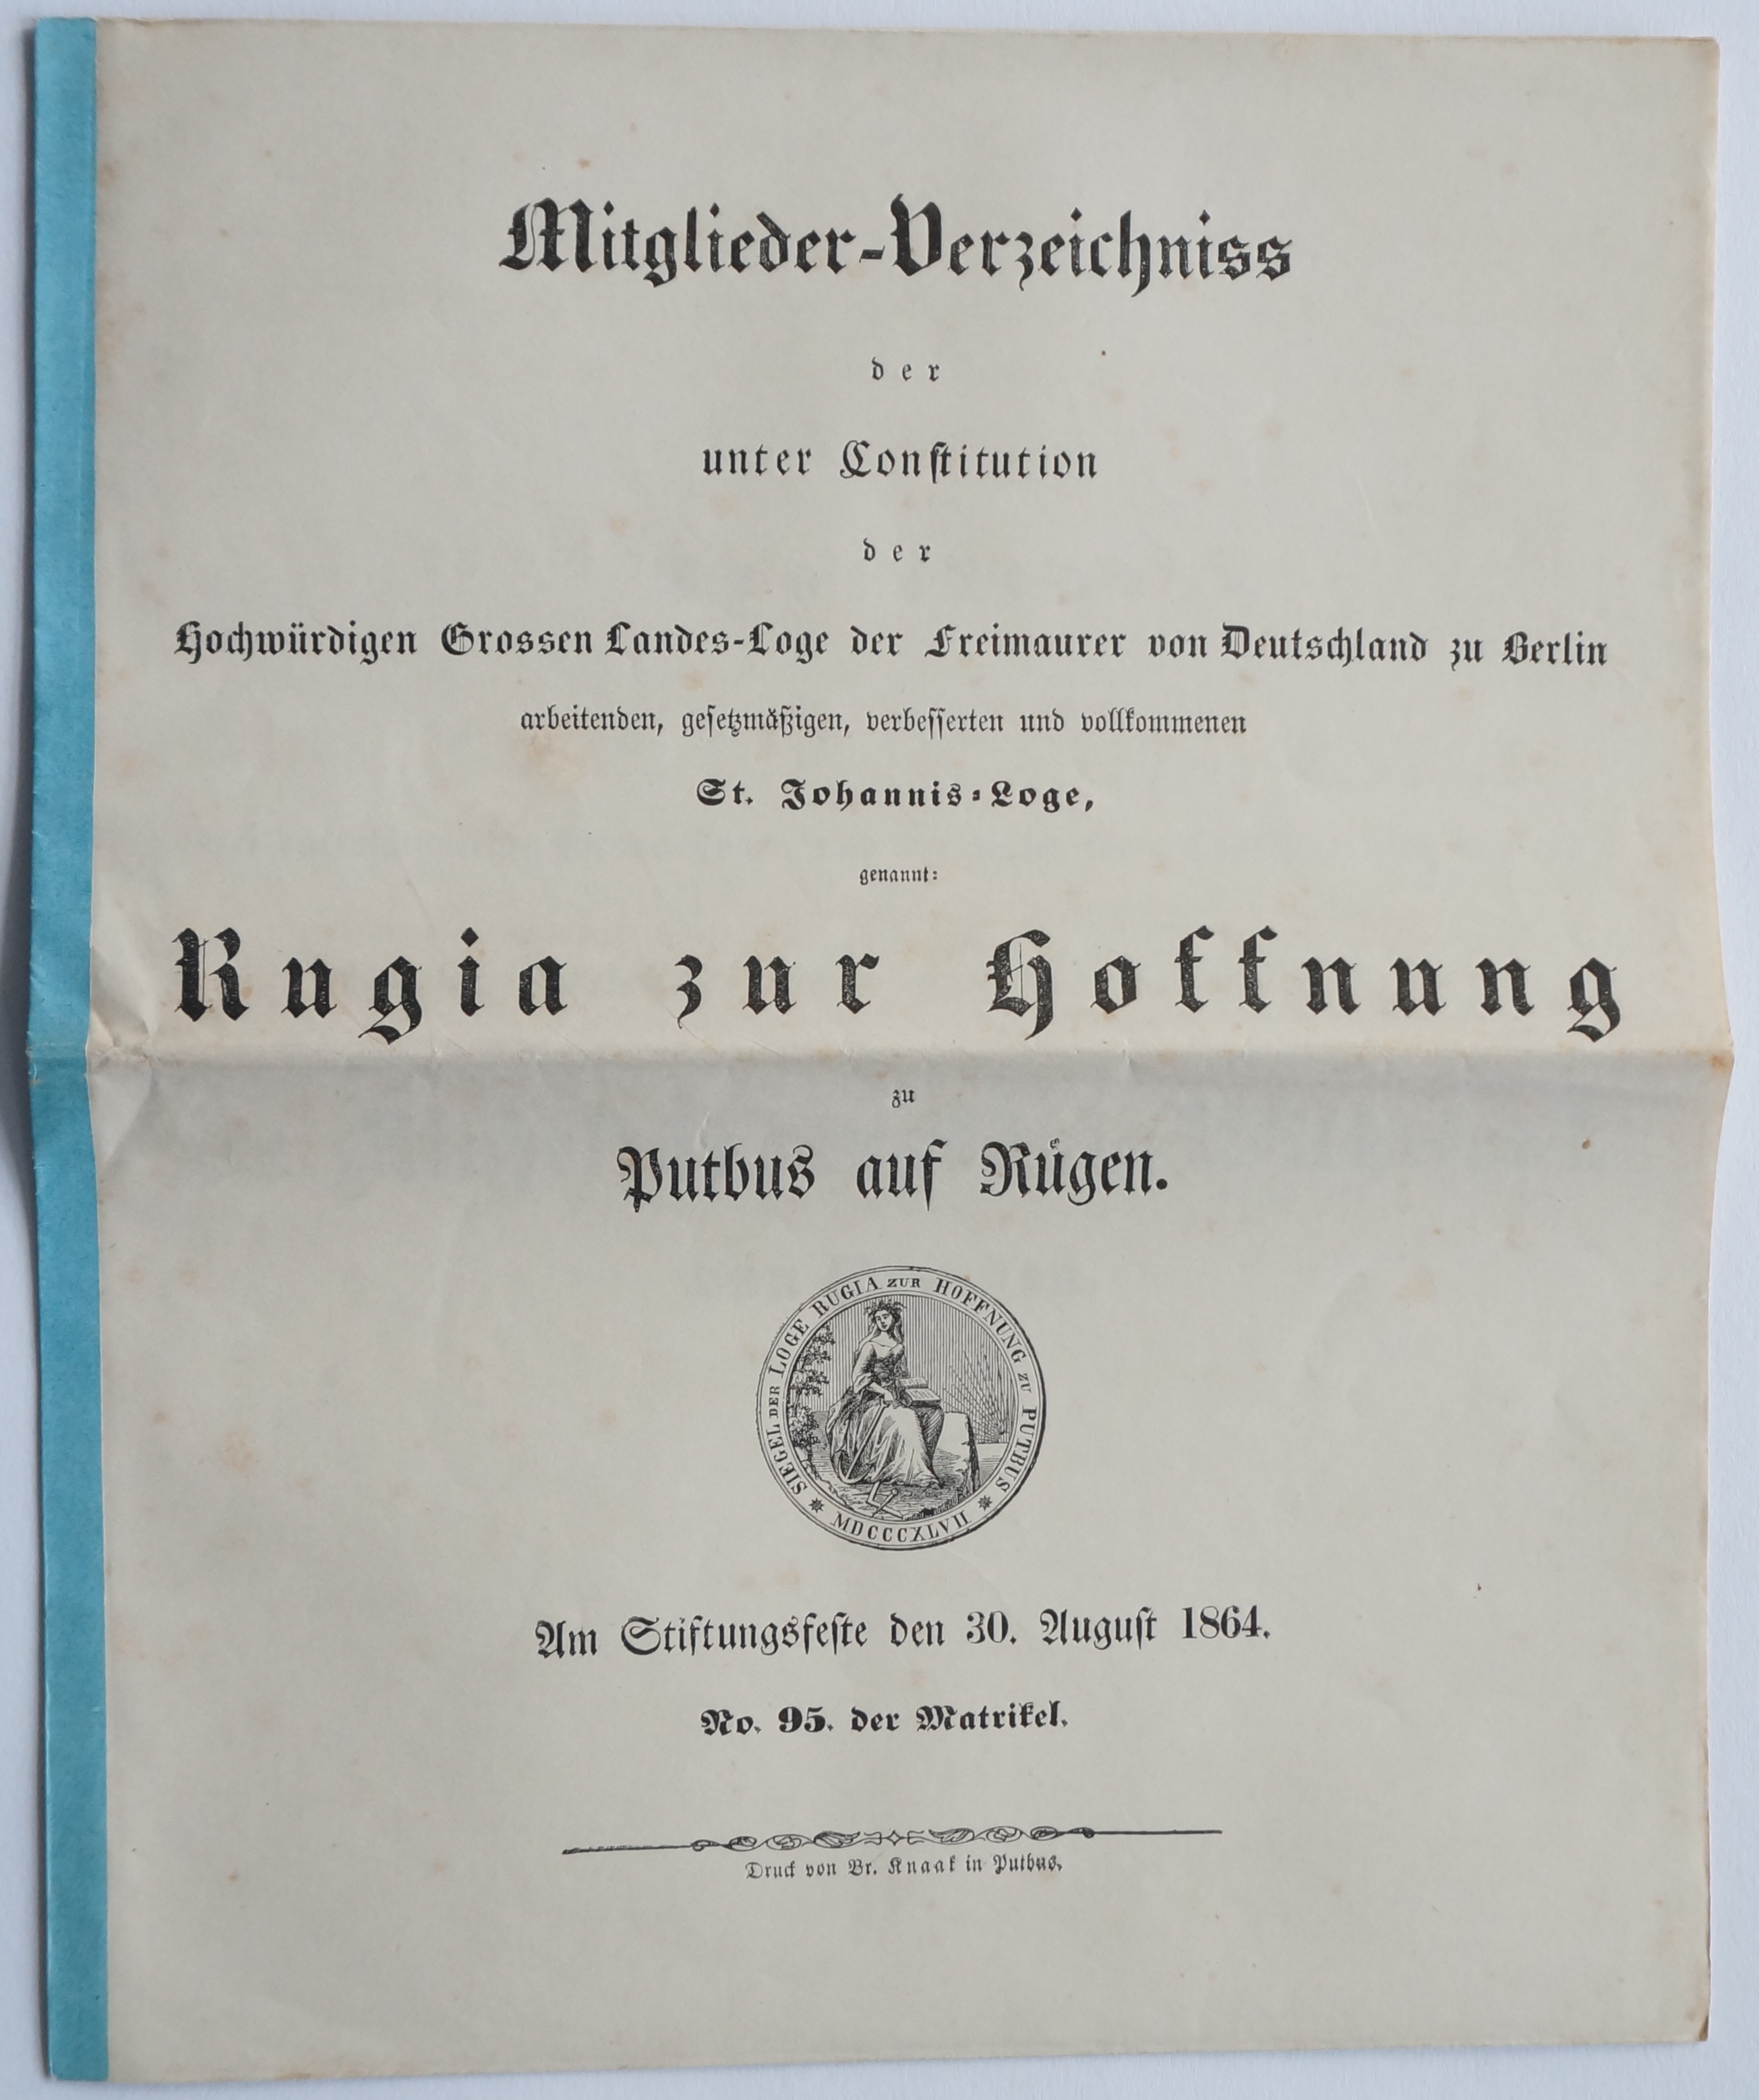 Mitglieder-Verzeichniss
der
unter Constitution
der
Hochwürdigen Grossen Landes-Loge der Freimaurer von Deutschland zu Berlin
arbeitenden, gesetzmäßigen, verbesserten und vollkommenen
St. Johannis-Loge,
genannt:
Rugia zur Hoffnung
zu
Putbus auf Rügen.
SIEGEL DER LOGE RUGIA ZUR HOFFNUNG ZU PUTBUS
MDCCCXLVII
Am Stiftungsfeste den 30. August 1864.
No. 95. der Matrikel.
Druck von Br. Knaak in Putbus.